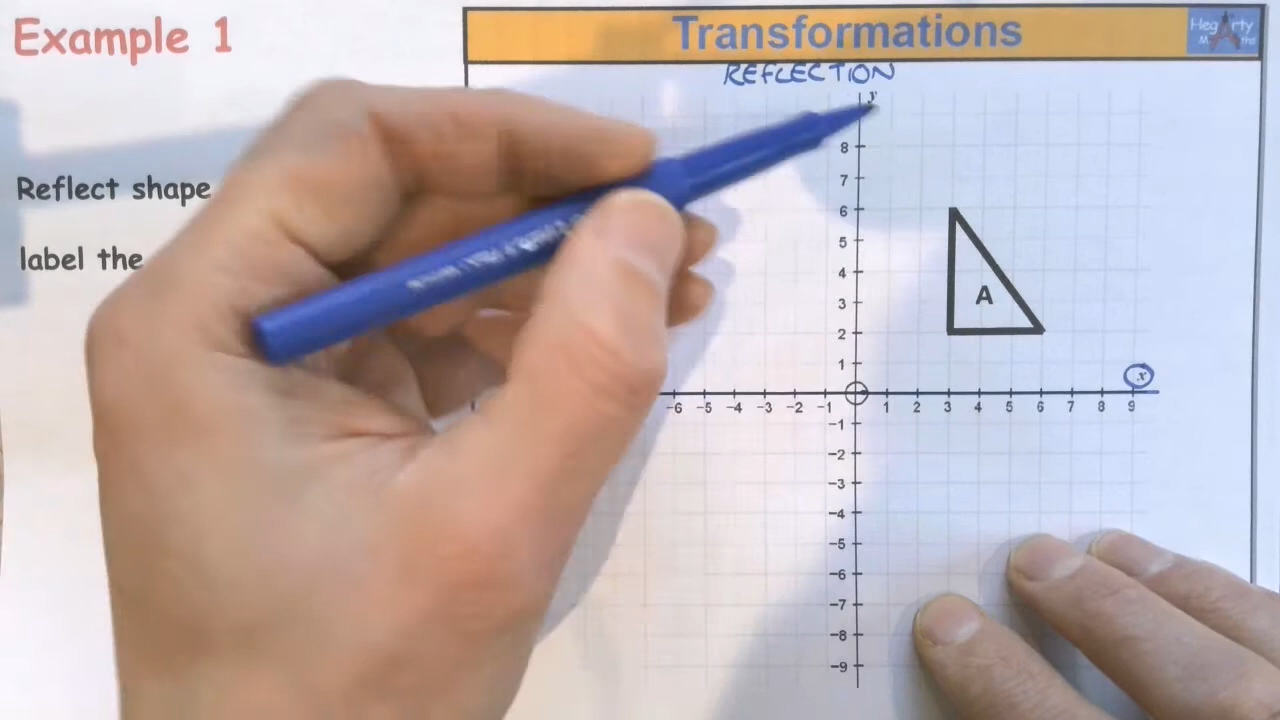 Example 1
Transformations
Hegarty
Maths
REFLECTION
Reflect shape
label the
y
8
7
6
5
4
3
2
1
A
x
-6 -5 -4 -3 -2 -1 1 2 3 4 5 6 7 8 9
-1
-2
-3
-4
-5
-6
-7
-8
-9